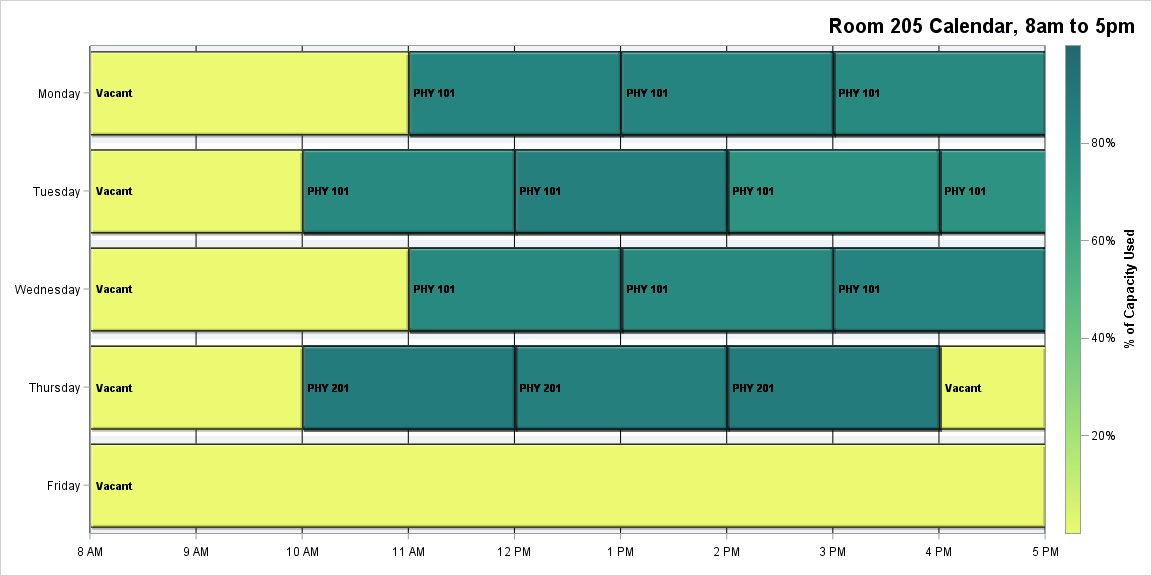 Room 205 Calendar, 8am to 5pm
Monday
Vacant
PHY 101
PHY 101
PHY 101
Tuesday
Vacant
PHY 101
PHY 101
PHY 101
PHY 101
Wednesday
Vacant
PHY 101
PHY 101
PHY 101
Thursday
Vacant
PHY 201
PHY 201
PHY 201
Vacant
Friday
Vacant
8 AM
9 AM
10 AM
11 AM
12 PM
1 PM
2 PM
3 PM
4 PM
5 PM
80%
60%
40%
20%
% of Capacity Used